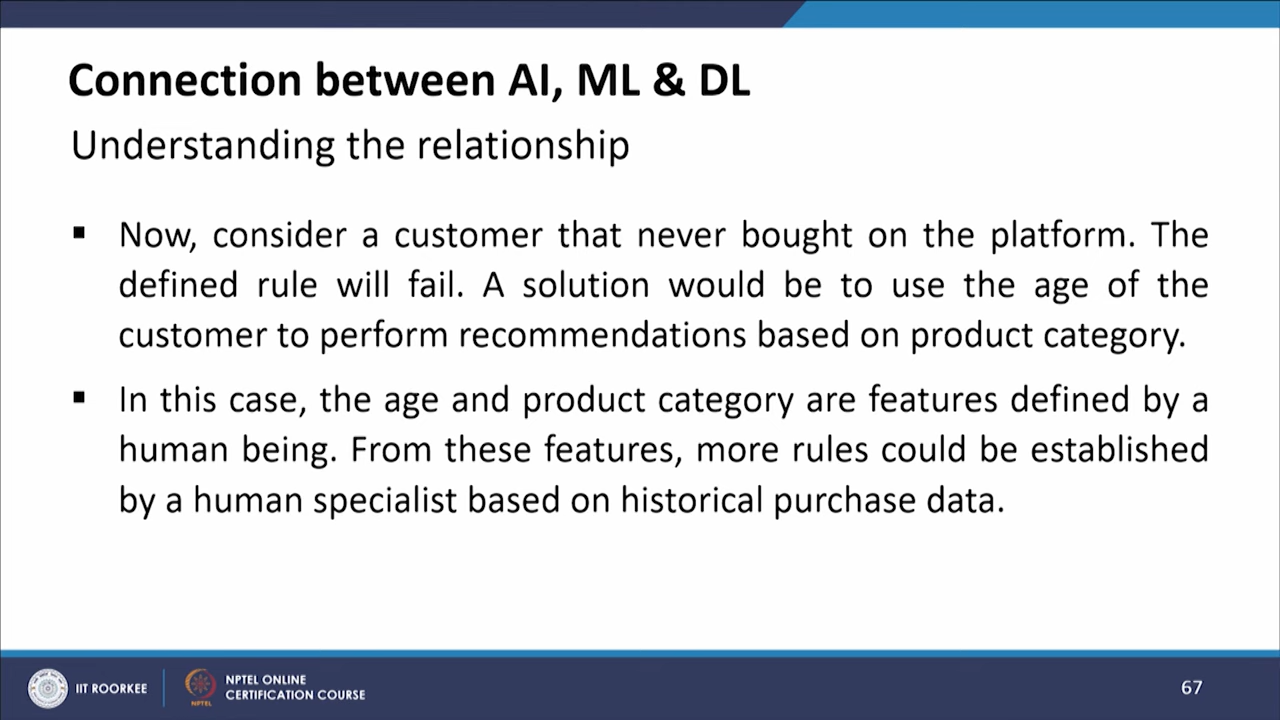 Connection between AI, ML & DL
Understanding the relationship
▪ Now, consider a customer that never bought on the platform. The
defined rule will fail. A solution would be to use the age of the
customer to perform recommendations based on product category.
▪ In this case, the age and product category are features defined by a
human being. From these features, more rules could be established
by a human specialist based on historical purchase data.
IIT ROORKEE
NPTEL
NPTEL ONLINE
CERTIFICATION COURSE
67